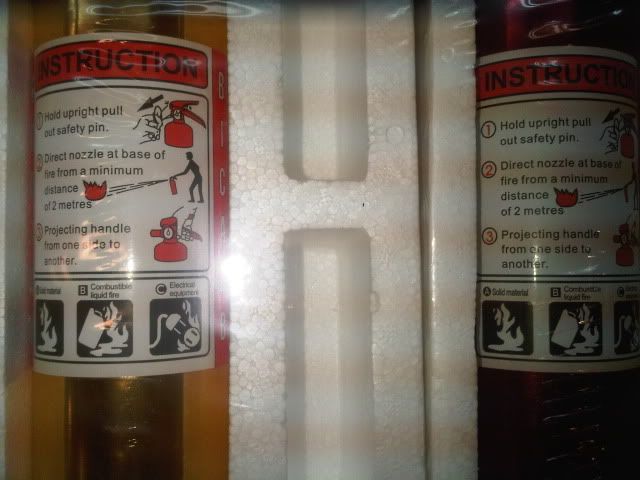 INSTRUCTION
1 Hold upright pull
out safety pin.
2 Direct nozzle at base of
fire from a minimum
distance
of 2 metres
3 Projecting handle
from one side to
another.
A Solid material
B Combustible
liquid fire
C Electrical
equipment
INSTRUCTION
1 Hold upright pull
out safety pin.
2 Direct nozzle at base of
fire from a minimum
distance
of 2 metres
3 Projecting handle
from one side to
another.
A Solid material
B Combustible
liquid fire